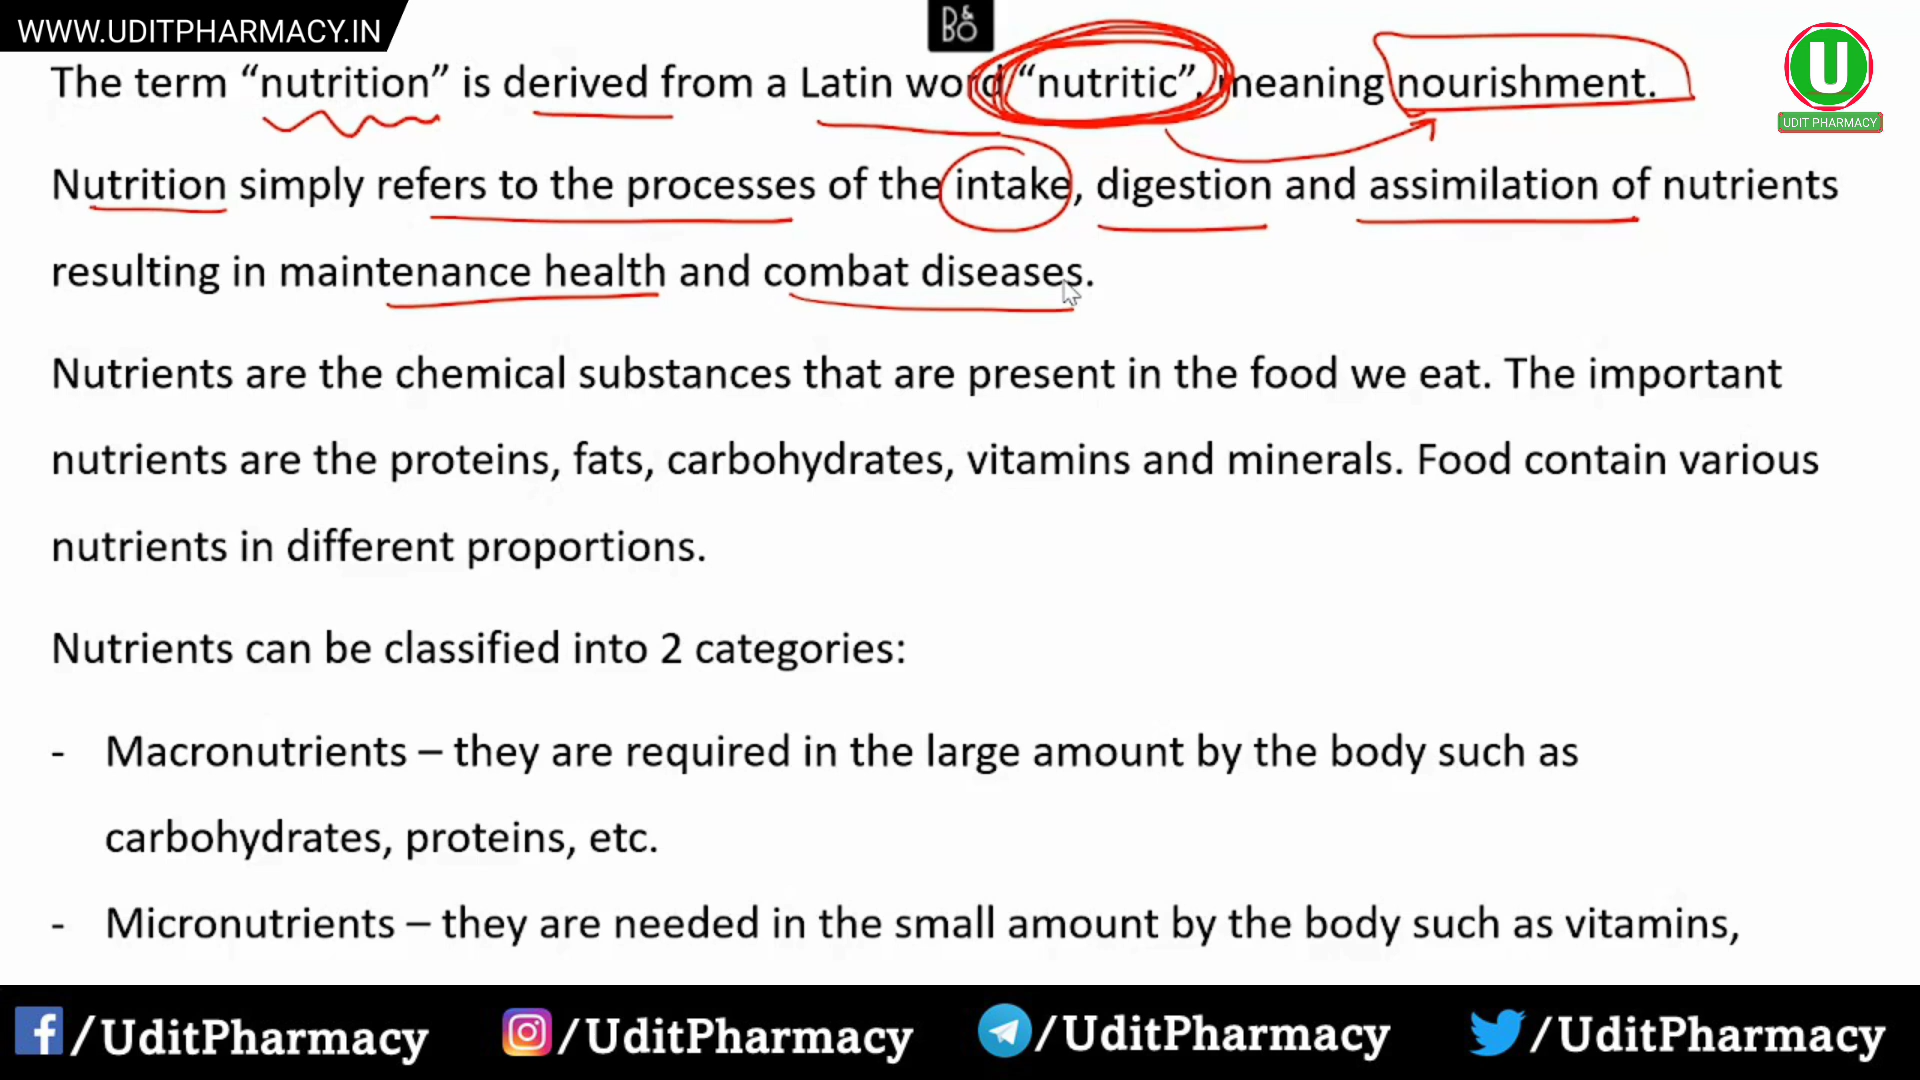 WWW.UDITPHARMACY.IN
B&O
The term “nutrition” is derived from a Latin word “nutritic”, meaning nourishment.
U
UDIT PHARMACY
Nutrition simply refers to the processes of the intake, digestion and assimilation of nutrients
resulting in maintenance health and combat diseases.
Nutrients are the chemical substances that are present in the food we eat. The important
nutrients are the proteins, fats, carbohydrates, vitamins and minerals. Food contain various
nutrients in different proportions.
Nutrients can be classified into 2 categories:
- Macronutrients – they are required in the large amount by the body such as
carbohydrates, proteins, etc.
- Micronutrients – they are needed in the small amount by the body such as vitamins,
/UditPharmacy /UditPharmacy /UditPharmacy /UditPharmacy